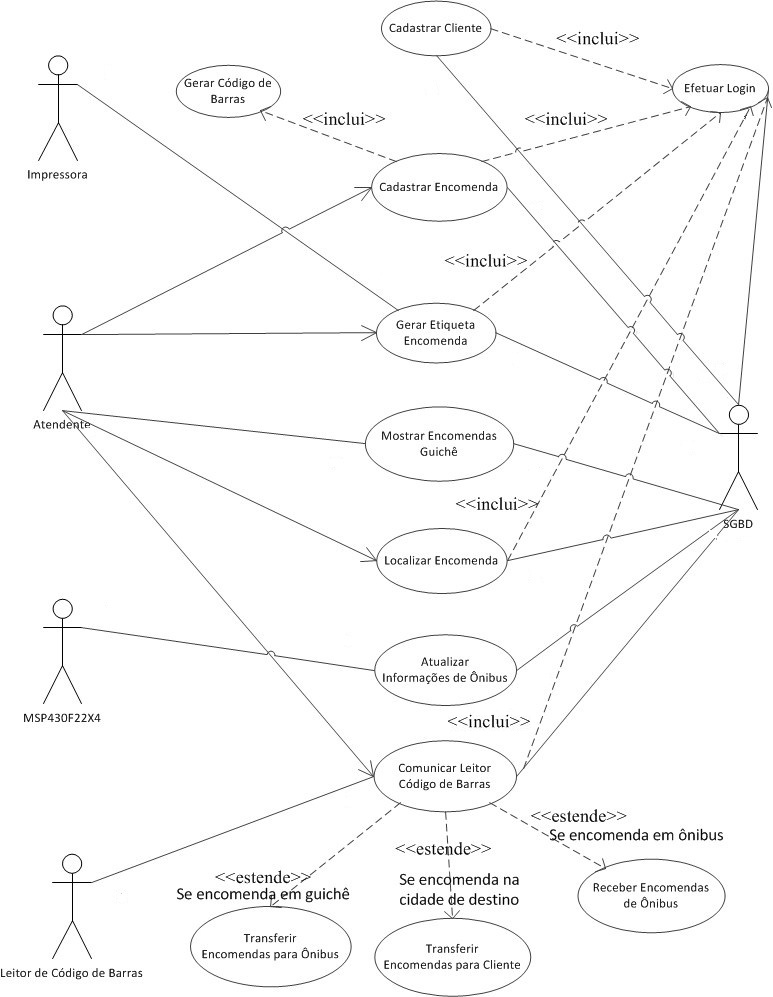 Cadastrar Cliente
<<inclui>>
Gerar Código de
Barras
Efetuar Login
<<inclui>>
<<inclui>>
Impressora
Cadastrar Encomenda
<<inclui>>
Gerar Etiqueta
Encomenda
Atendente
Mostrar Encomendas
Guichê
<<inclui>>
SGBD
Localizar Encomenda
Atualizar
Informações de Ônibus
MSP430F22X4
<<inclui>>
Comunicar Leitor
Código de Barras
<<estende>>
Se encomenda em ônibus
<<estende>>
<<estende>>
Se encomenda em guichê
Se encomenda na
cidade de destino
Receber Encomendas
de Ônibus
Leitor de Código de Barras
Transferir
Encomendas para Ônibus
Transferir
Encomendas para Cliente